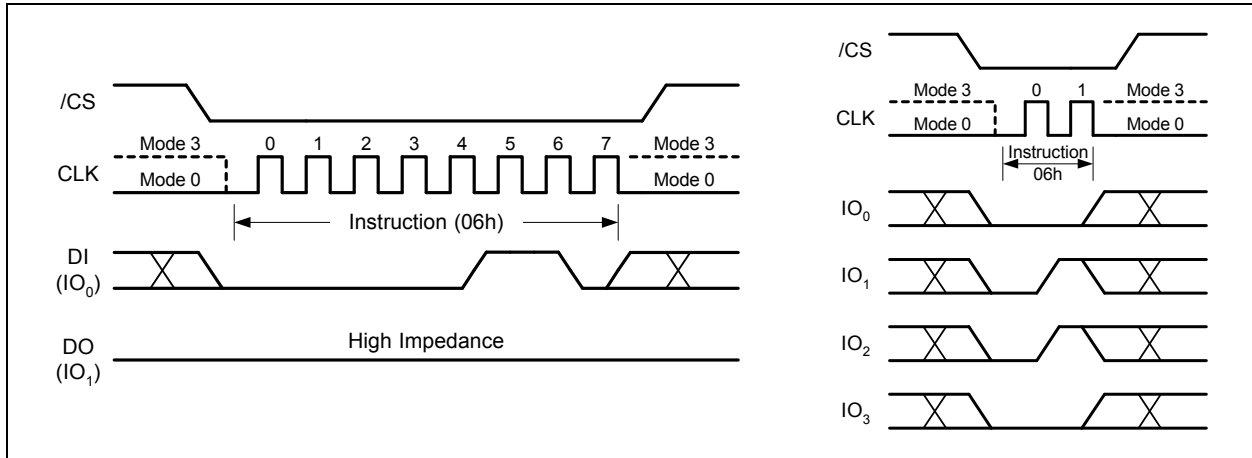 /CS
Mode 3 0 1 2 3 4 5 6 7 Mode 3
CLK Mode 0 Mode 0
Instruction (06h)
DI
(IO0)
High Impedance
DO
(IO1)
/CS
Mode 3 0 1 Mode 3
CLK Mode 0 Mode 0
Instruction
06h
IO0
IO1
IO2
IO3